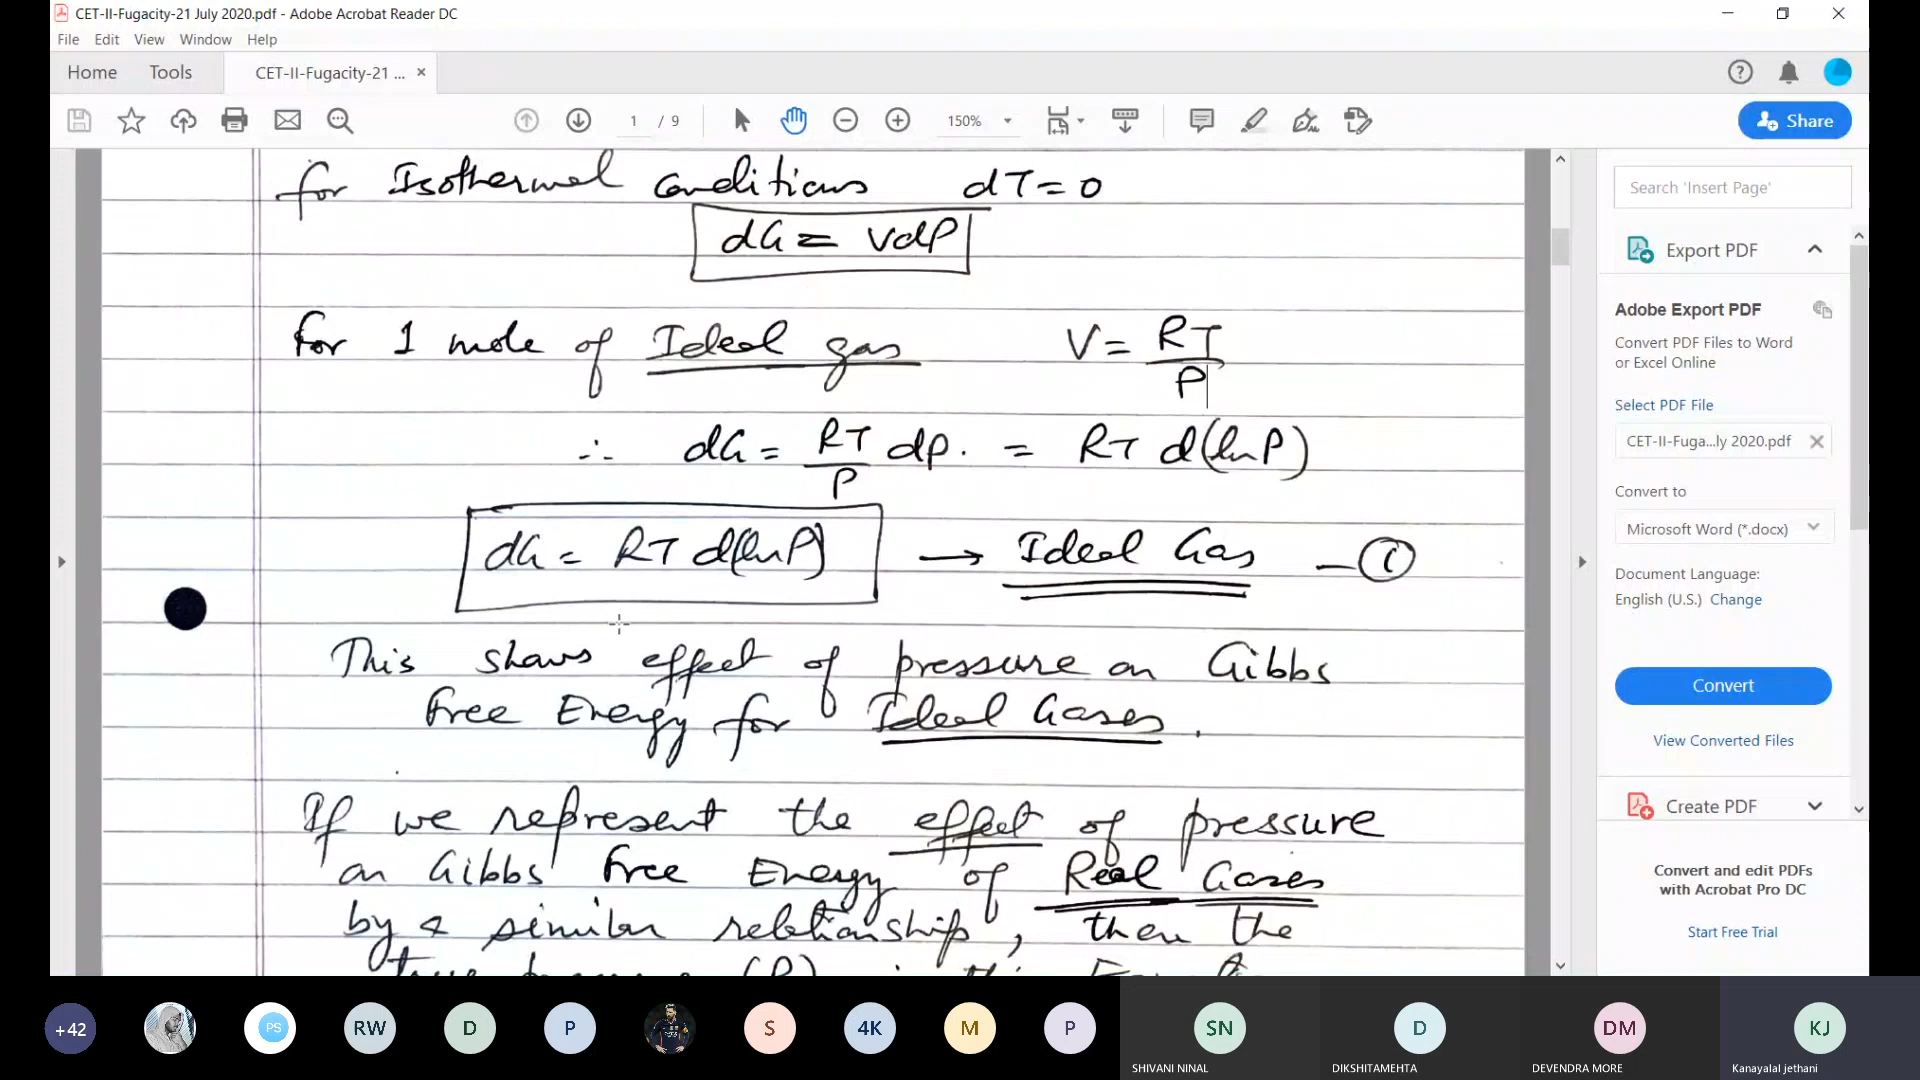 CET-II-Fugacity-21 July 2020.pdf - Adobe Acrobat Reader DC
File Edit View Window Help
Home Tools CET-II-Fugacity-21 ... ×
1 / 9 150% Share
for Isothermal conditions dT=0
dG = VdP
for 1 mole of Ideal gas V = RT
P
∴ dG = RT dP. = RT d(lnP)
P
dG = RT d(lnP) → Ideal Gas - ①
This shows effect of pressure on Gibbs
Free Energy for Ideal Gases.
If we represent the effect of pressure
on Gibbs Free Energy of Real Gases
by a similar relationship, then the
(P)
Search 'Insert Page'
Export PDF
Adobe Export PDF
Convert PDF Files to Word
or Excel Online
Select PDF File
CET-II-Fuga...ly 2020.pdf ×
Convert to
Microsoft Word (*.docx)
Document Language:
English (U.S.) Change
Convert
View Converted Files
Create PDF
Convert and edit PDFs
with Acrobat Pro DC
Start Free Trial
+42 PS RW D P S 4K M P SN D DM KJ
SHIVANI NINAL DIKSHITAMEHTA DEVENDRA MORE Kanayalal jethani